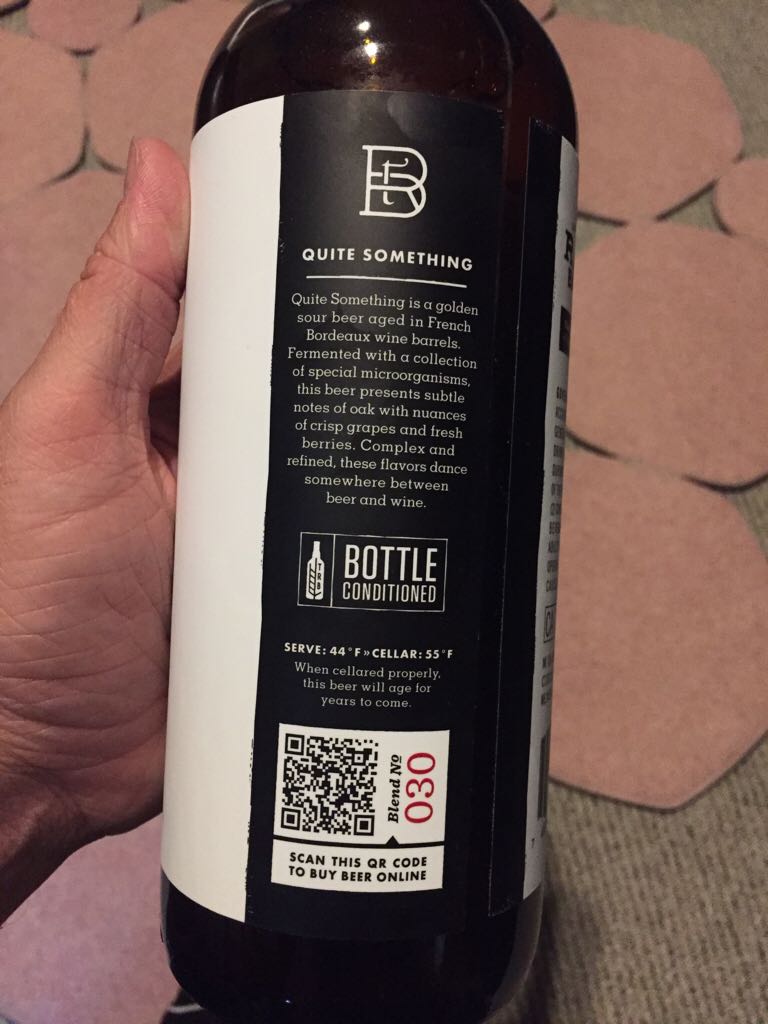 QUITE SOMETHING
Quite Something is a golden
sour beer aged in French
Bordeaux wine barrels.
Fermented with a collection
of special microorganisms,
this beer presents subtle
notes of oak with nuances
of crisp grapes and fresh
berries. Complex and
refined, these flavors dance
somewhere between
beer and wine.
TRB
BOTTLE
CONDITIONED
SERVE: 44°F » CELLAR: 55°F
When cellared properly,
this beer will age for
years to come.
Blend No
030
SCAN THIS QR CODE
TO BUY BEER ONLINE